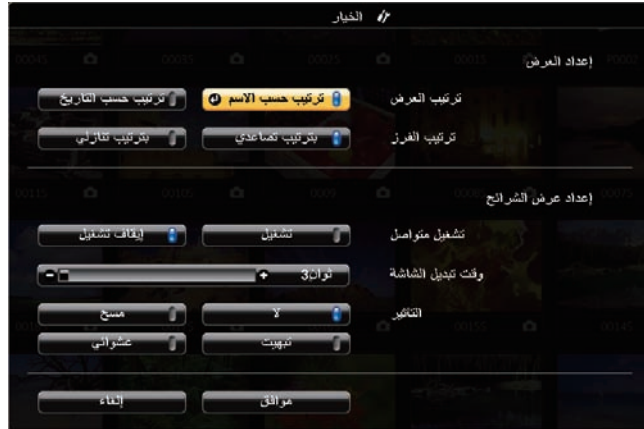 الخيار
إعداد العرض
ترتيب العرض ترتيب حسب الاسم ترتيب حسب التاريخ
ترتيب الفرز بترتيب تصاعدي بترتيب تنازلي
إعداد عرض الشرائح
تشغيل متواصل تشغيل إيقاف تشغيل
وقت تبديل الشاشة ثوان3 + -
التأثير لا مسح
تبهيت عشوائي
موافق إلغاء